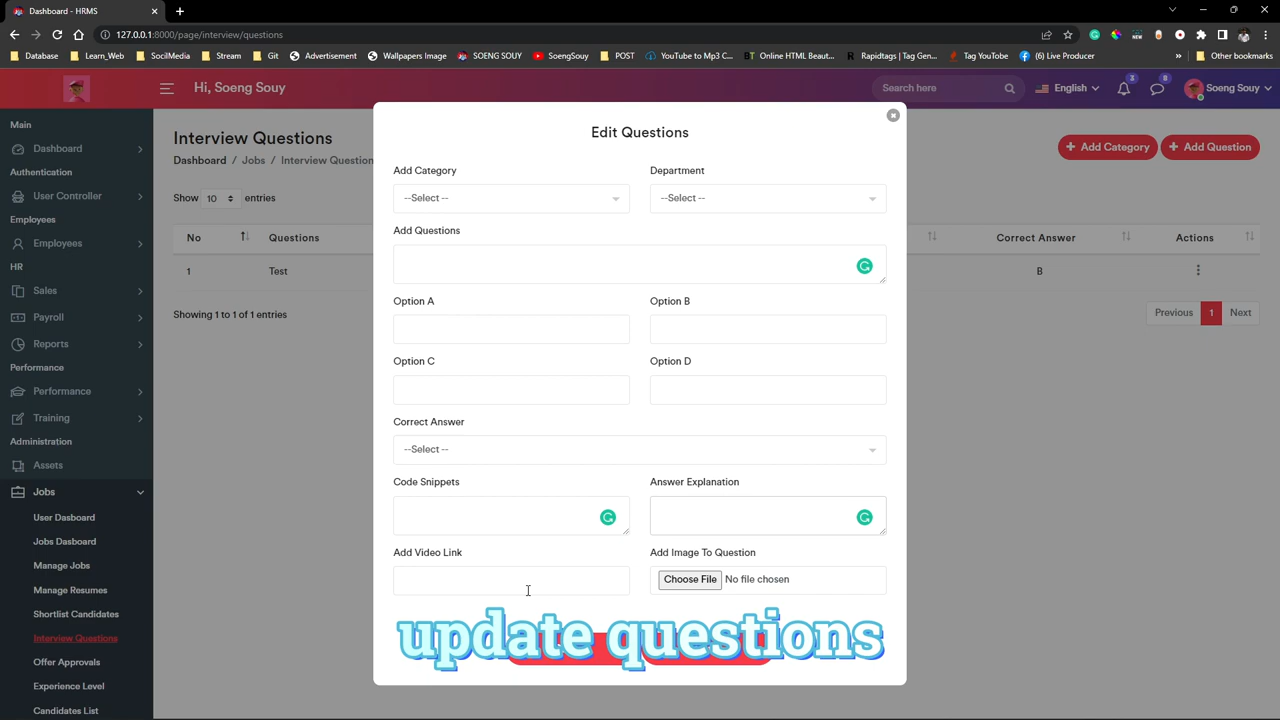 Dashboard - HRMS
127.0.0.1:8000/page/interview/questions
Database
Learn_Web
SocilMedia
Stream
Git
Advertisement
Wallpapers Image
SOENG SOUY
SoengSouy
POST
YouTube to Mp3 C...
Online HTML Beaut...
Rapidtags | Tag Gen...
Tag YouTube
(6) Live Producer
Other bookmarks
Hi, Soeng Souy
Search here
English
3
8
Soeng Souy
Main
Dashboard
Authentication
User Controller
Employees
Employees
HR
Sales
Payroll
Reports
Performance
Performance
Training
Administration
Assets
Jobs
User Dasboard
Jobs Dasboard
Manage Jobs
Manage Resumes
Shortlist Candidates
Interview Questions
Offer Approvals
Experience Level
Candidates List
Interview Questions
Dashboard / Jobs / Interview Question
+ Add Category
+ Add Question
Show 10 entries
No Questions Correct Answer Actions
1 Test B
Showing 1 to 1 of 1 entries
Previous 1 Next
Edit Questions
Add Category Department
--Select -- --Select --
Add Questions
Option A Option B
Option C Option D
Correct Answer
--Select --
Code Snippets Answer Explanation
Add Video Link Add Image To Question
Choose File No file chosen
update questions